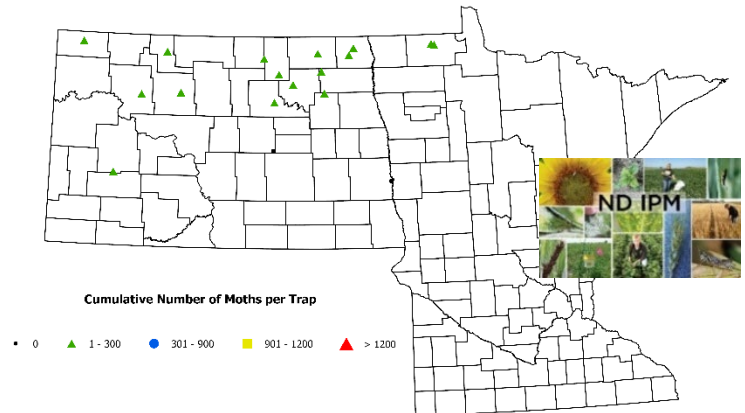 ND IPM
Cumulative Number of Moths per Trap
0 1 - 300 301 - 900 901 - 1200 > 1200